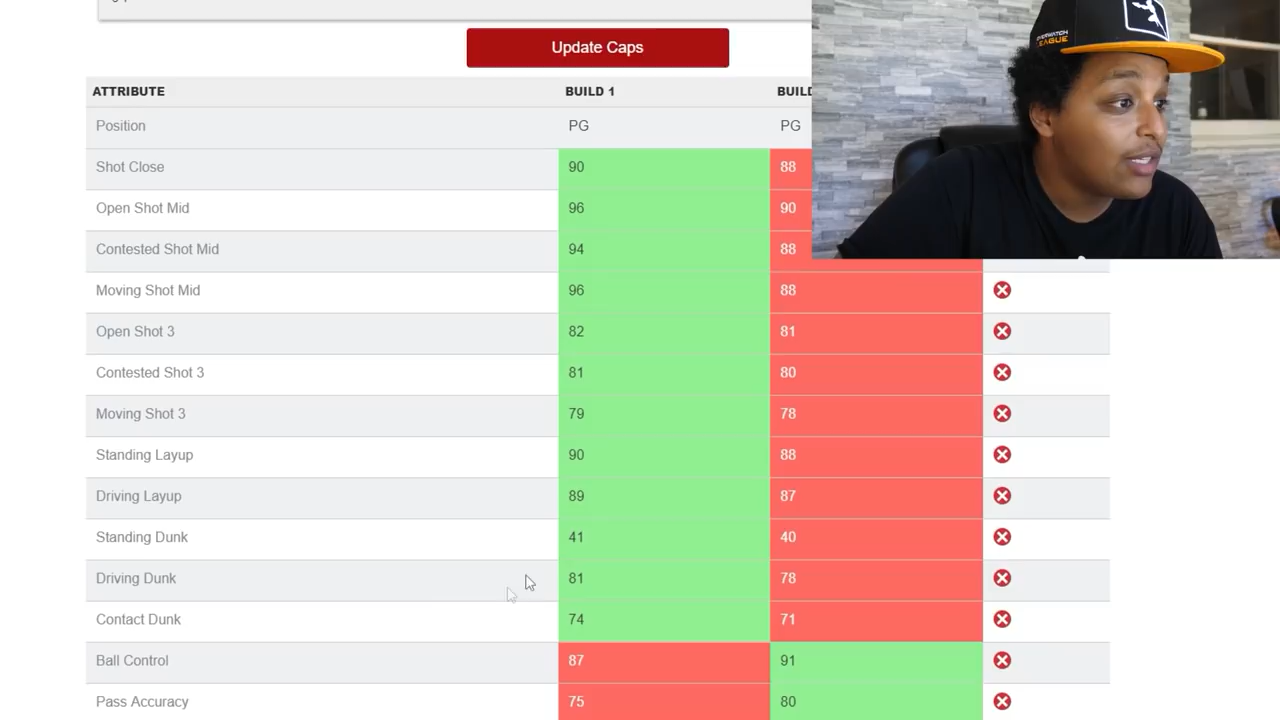 Update Caps
ATTRIBUTE BUILD 1
Position PG PG
Shot Close 90 88
Open Shot Mid 96 90
Contested Shot Mid 94 88
Moving Shot Mid 96 88
Open Shot 3 82 81
Contested Shot 3 81 80
Moving Shot 3 79 78
Standing Layup 90 88
Driving Layup 89 87
Standing Dunk 41 40
Driving Dunk 81 78
Contact Dunk 74 71
Ball Control 87 91
Pass Accuracy 75 80
OVERWATCH
LEAGUE